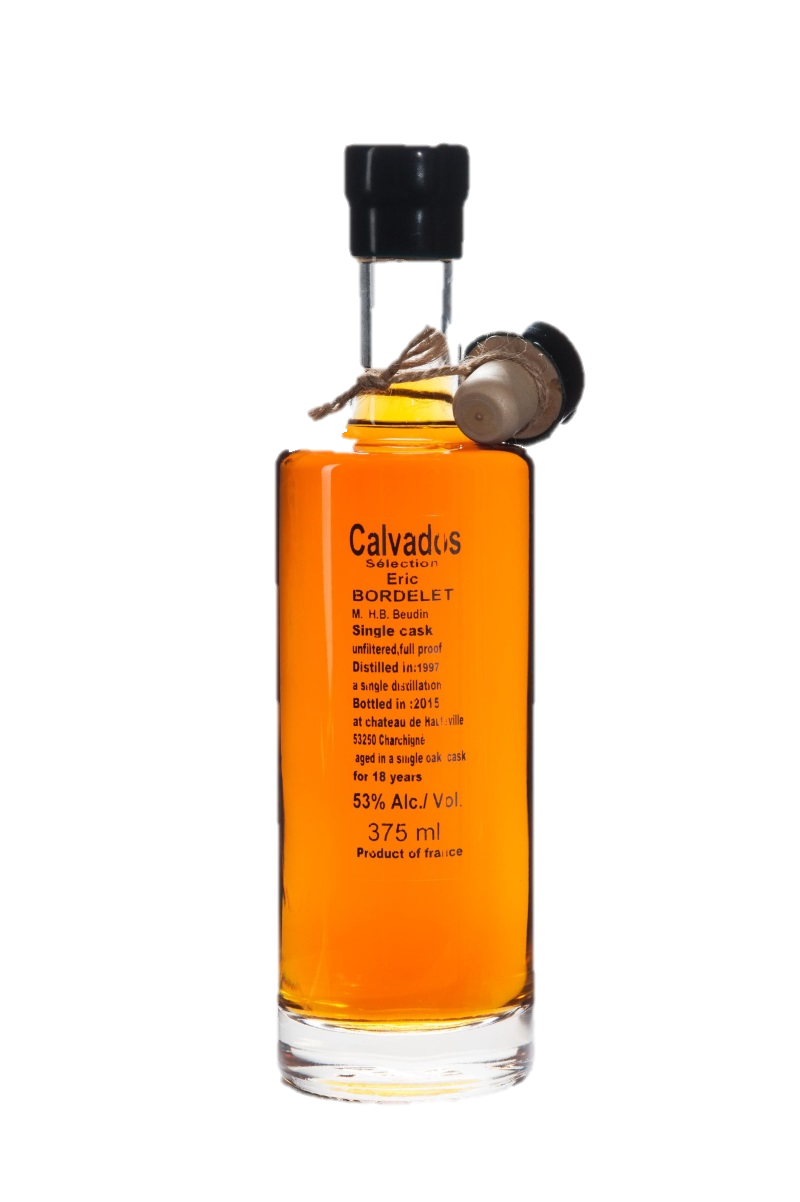 Calvados
Sélection
Eric
BORDELET
M. H.B. Beudin
Single cask
unfiltered,full proof
Distilled in:1997
a single distillation
Bottled in :2015
at chateau de Hauteville
53250 Charchigné
aged in a single oak cask
for 18 years
53% Alc./ Vol.
375 ml
Product of france